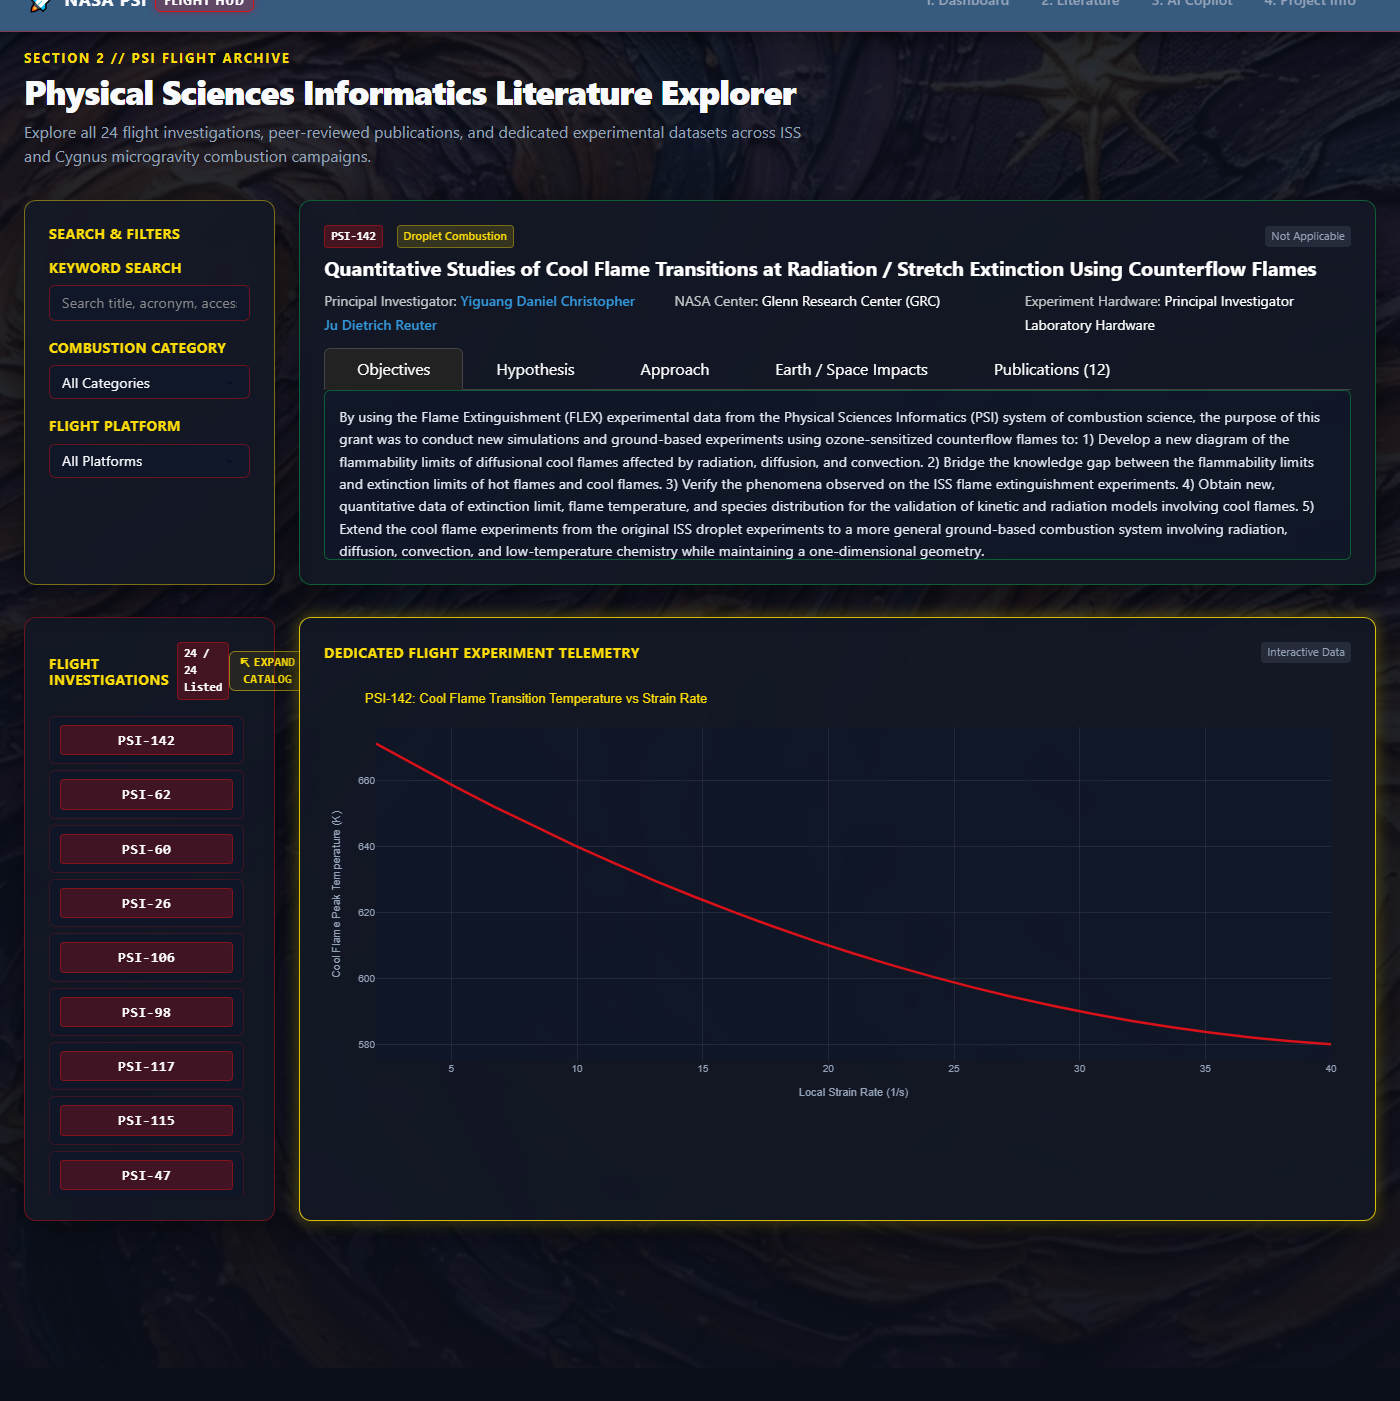 NASA PSI FLIGHT HUD
1. Dashboard 2. Literature 3. AI Copilot 4. Project Info
SECTION 2 // PSI FLIGHT ARCHIVE
Physical Sciences Informatics Literature Explorer
Explore all 24 flight investigations, peer-reviewed publications, and dedicated experimental datasets across ISS
and Cygnus microgravity combustion campaigns.
SEARCH & FILTERS
KEYWORD SEARCH
Search title, acronym, acces
COMBUSTION CATEGORY
All Categories
FLIGHT PLATFORM
All Platforms
PSI-142 Droplet Combustion Not Applicable
Quantitative Studies of Cool Flame Transitions at Radiation / Stretch Extinction Using Counterflow Flames
Principal Investigator: Yiguang Daniel Christopher
Ju Dietrich Reuter
NASA Center: Glenn Research Center (GRC)
Experiment Hardware: Principal Investigator
Laboratory Hardware
Objectives Hypothesis Approach Earth / Space Impacts Publications (12)
By using the Flame Extinguishment (FLEX) experimental data from the Physical Sciences Informatics (PSI) system of combustion science, the purpose of this
grant was to conduct new simulations and ground-based experiments using ozone-sensitized counterflow flames to: 1) Develop a new diagram of the
flammability limits of diffusional cool flames affected by radiation, diffusion, and convection. 2) Bridge the knowledge gap between the flammability limits
and extinction limits of hot flames and cool flames. 3) Verify the phenomena observed on the ISS flame extinguishment experiments. 4) Obtain new,
quantitative data of extinction limit, flame temperature, and species distribution for the validation of kinetic and radiation models involving cool flames. 5)
Extend the cool flame experiments from the original ISS droplet experiments to a more general ground-based combustion system involving radiation,
diffusion, convection, and low-temperature chemistry while maintaining a one-dimensional geometry.
FLIGHT
INVESTIGATIONS
24 /
24
Listed
↖ EXPAND
CATALOG
PSI-142
PSI-62
PSI-60
PSI-26
PSI-106
PSI-98
PSI-117
PSI-115
PSI-47
DEDICATED FLIGHT EXPERIMENT TELEMETRY Interactive Data
PSI-142: Cool Flame Transition Temperature vs Strain Rate
Cool Flame Peak Temperature (K)
660
640
620
600
580
5 10 15 20 25 30 35 40
Local Strain Rate (1/s)